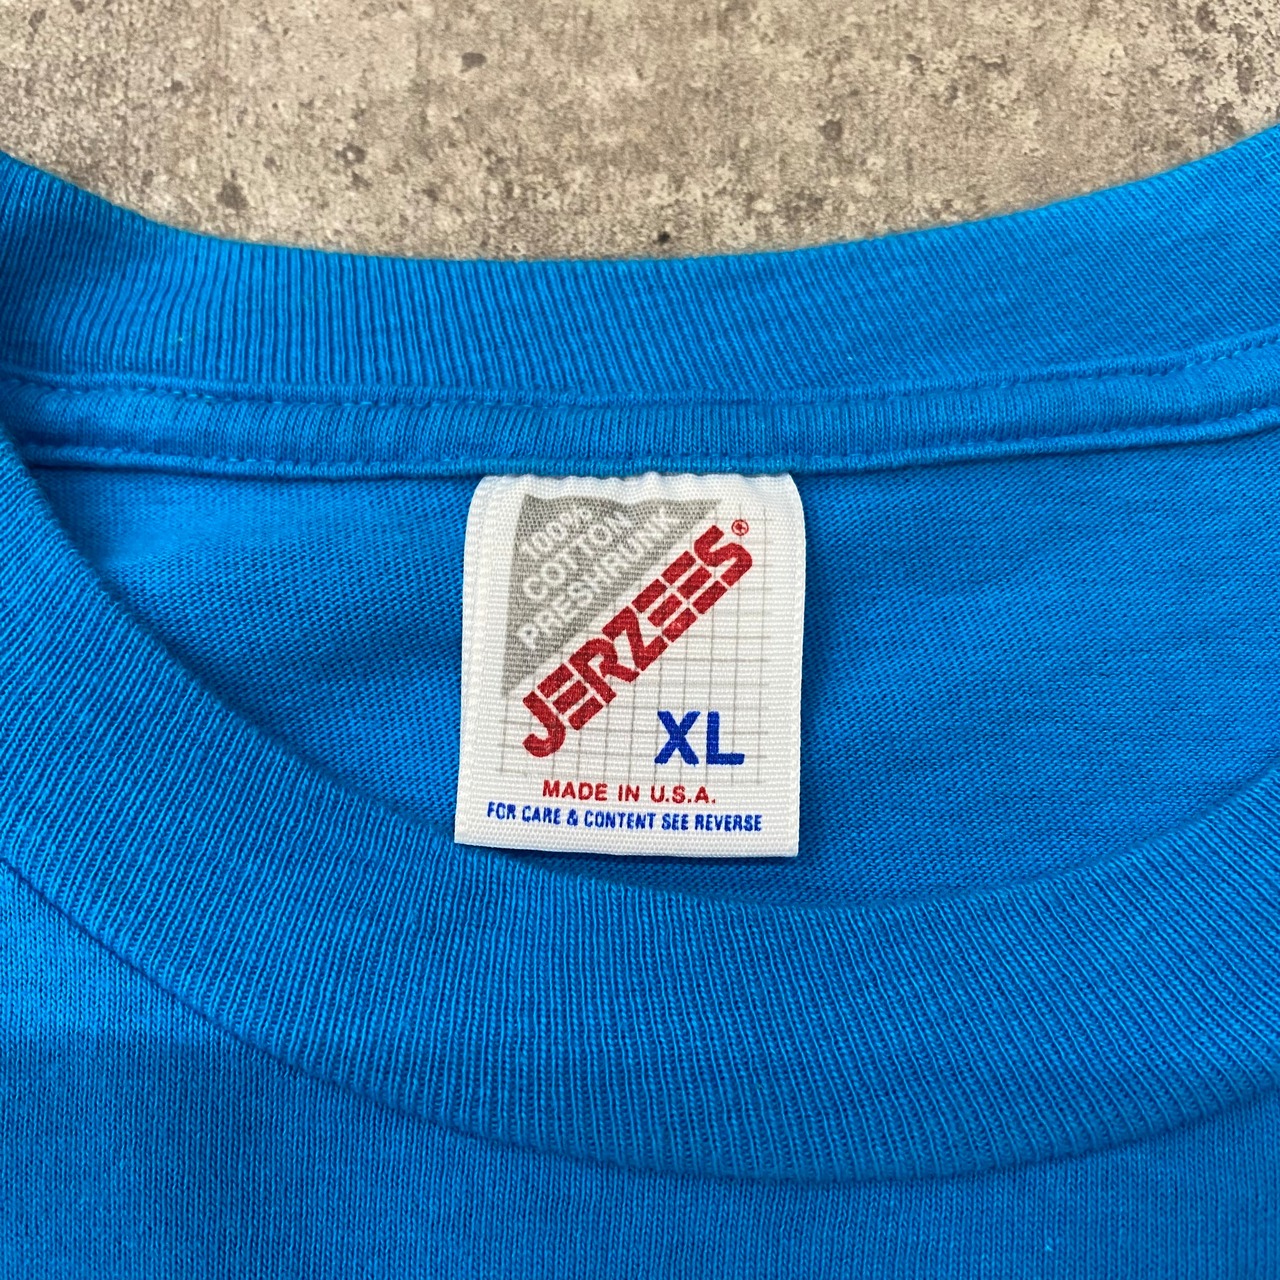 100%
COTTON
PRESHRUNK
JERZEES®
XL
MADE IN U.S.A.
FOR CARE & CONTENT SEE REVERSE